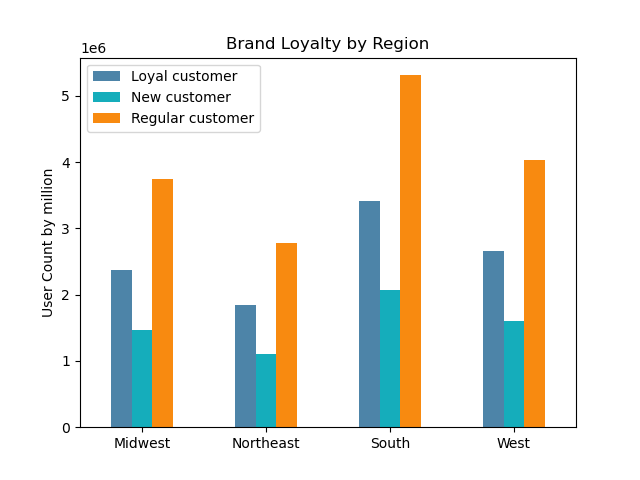 Brand Loyalty by Region
1e6
Loyal customer
New customer
Regular customer
User Count by million
5
4
3
2
1
0
Midwest Northeast South West